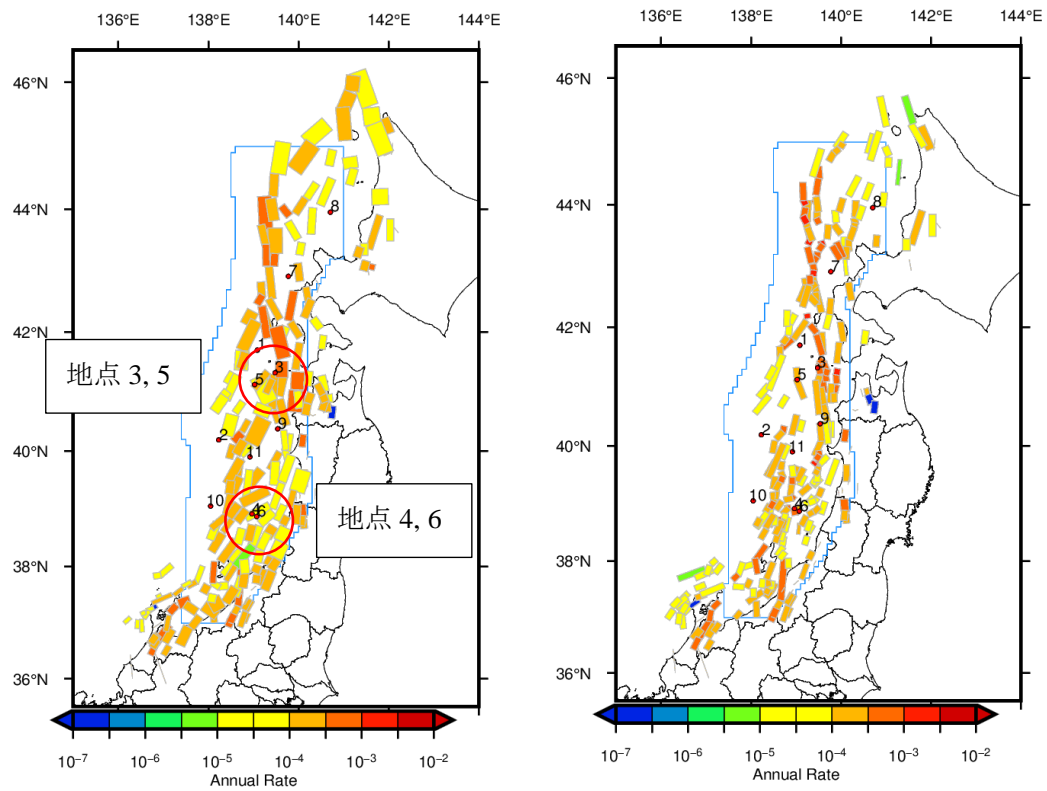 136°E 138°E 140°E 142°E 144°E
46°N
44°N
42°N
40°N
38°N
36°N
8
7
1
3
5
2
9
11
10
4
6
地点 3, 5
地点 4, 6
10⁻⁷ 10⁻⁶ 10⁻⁵ 10⁻⁴ 10⁻³ 10⁻²
Annual Rate
136°E 138°E 140°E 142°E 144°E
46°N
44°N
42°N
40°N
38°N
36°N
8
7
1
3
5
9
2
11
10
4
6
10⁻⁷ 10⁻⁶ 10⁻⁵ 10⁻⁴ 10⁻³ 10⁻²
Annual Rate